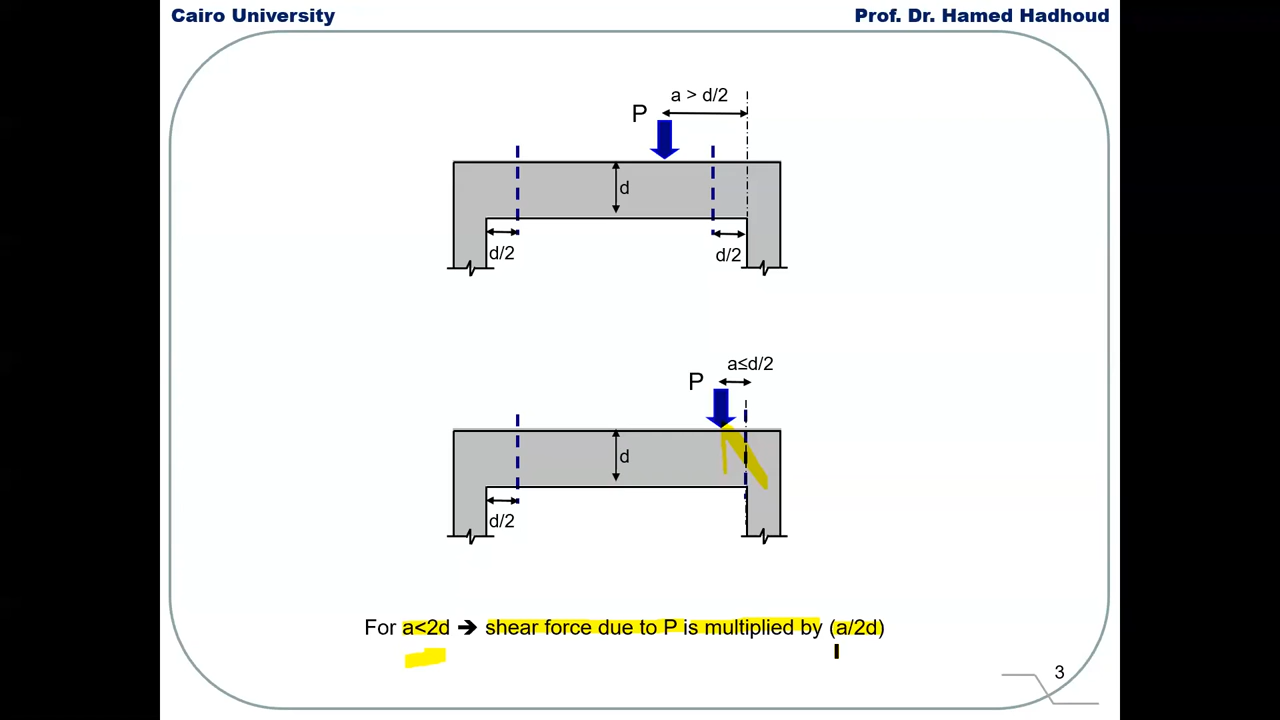 Cairo University
Prof. Dr. Hamed Hadhoud
a > d/2
P
d
d/2
d/2
a≤d/2
P
d
d/2
For a<2d ➔ shear force due to P is multiplied by (a/2d)
3